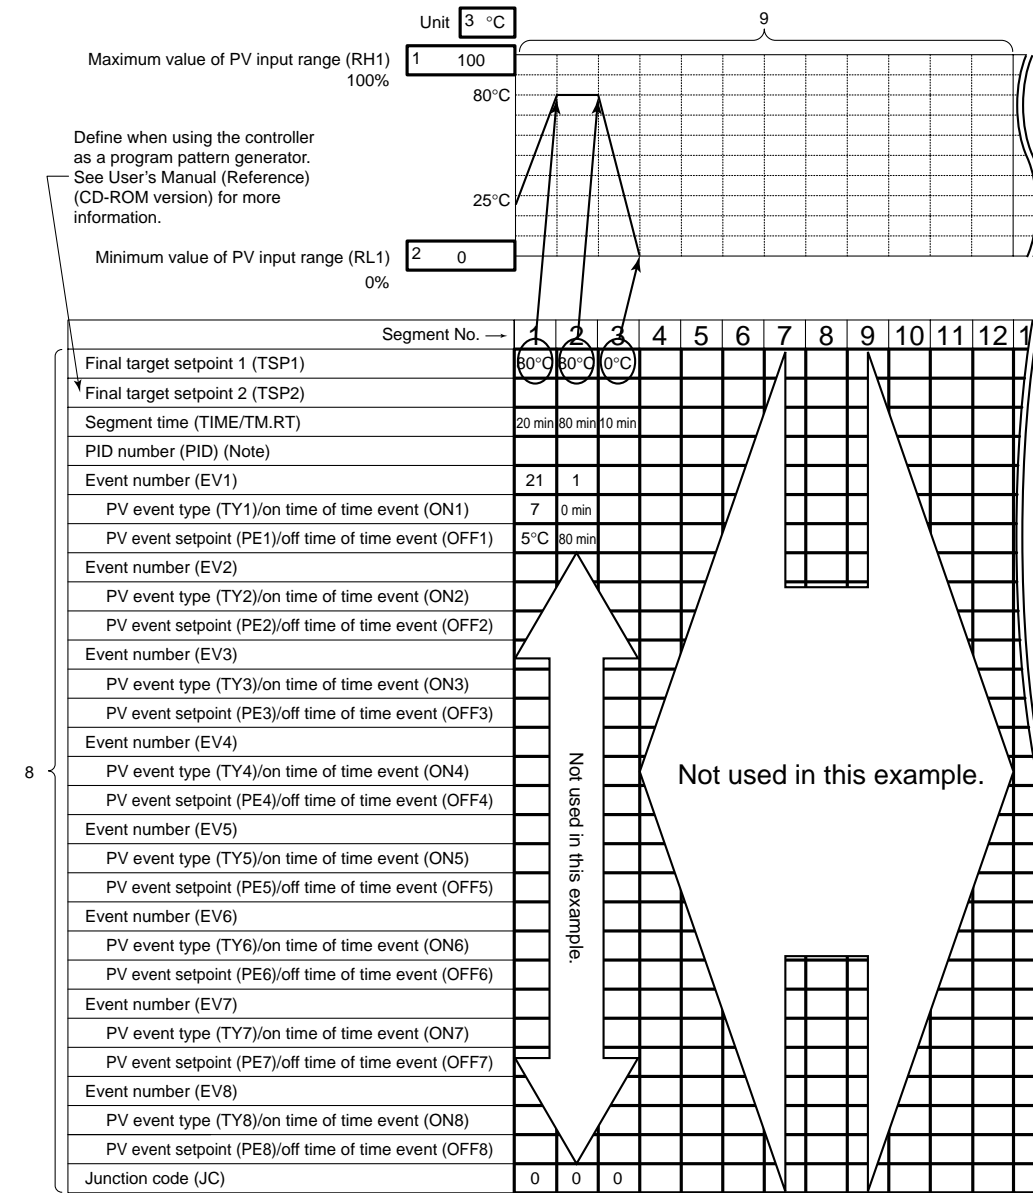 Unit 3 °C
9
Maximum value of PV input range (RH1) 1 100
100%
80°C
Define when using the controller
as a program pattern generator.
See User's Manual (Reference)
(CD-ROM version) for more
information.
25°C
Minimum value of PV input range (RL1) 2 0
0%
Segment No. → 1 2 3 4 5 6 7 8 9 10 11 12 1
Final target setpoint 1 (TSP1) 80°C 80°C 0°C
Final target setpoint 2 (TSP2)
Segment time (TIME/TM.RT) 20 min 80 min 10 min
PID number (PID) (Note)
Event number (EV1) 21 1
PV event type (TY1)/on time of time event (ON1) 7 0 min
PV event setpoint (PE1)/off time of time event (OFF1) 5°C 80 min
Event number (EV2)
PV event type (TY2)/on time of time event (ON2)
PV event setpoint (PE2)/off time of time event (OFF2)
Event number (EV3)
PV event type (TY3)/on time of time event (ON3)
PV event setpoint (PE3)/off time of time event (OFF3)
Event number (EV4)
8
PV event type (TY4)/on time of time event (ON4)
PV event setpoint (PE4)/off time of time event (OFF4)
Event number (EV5)
PV event type (TY5)/on time of time event (ON5)
PV event setpoint (PE5)/off time of time event (OFF5)
Event number (EV6)
PV event type (TY6)/on time of time event (ON6)
PV event setpoint (PE6)/off time of time event (OFF6)
Event number (EV7)
PV event type (TY7)/on time of time event (ON7)
PV event setpoint (PE7)/off time of time event (OFF7)
Event number (EV8)
PV event type (TY8)/on time of time event (ON8)
PV event setpoint (PE8)/off time of time event (OFF8)
Junction code (JC) 0 0 0
Not used in this example.
Not used in this example.